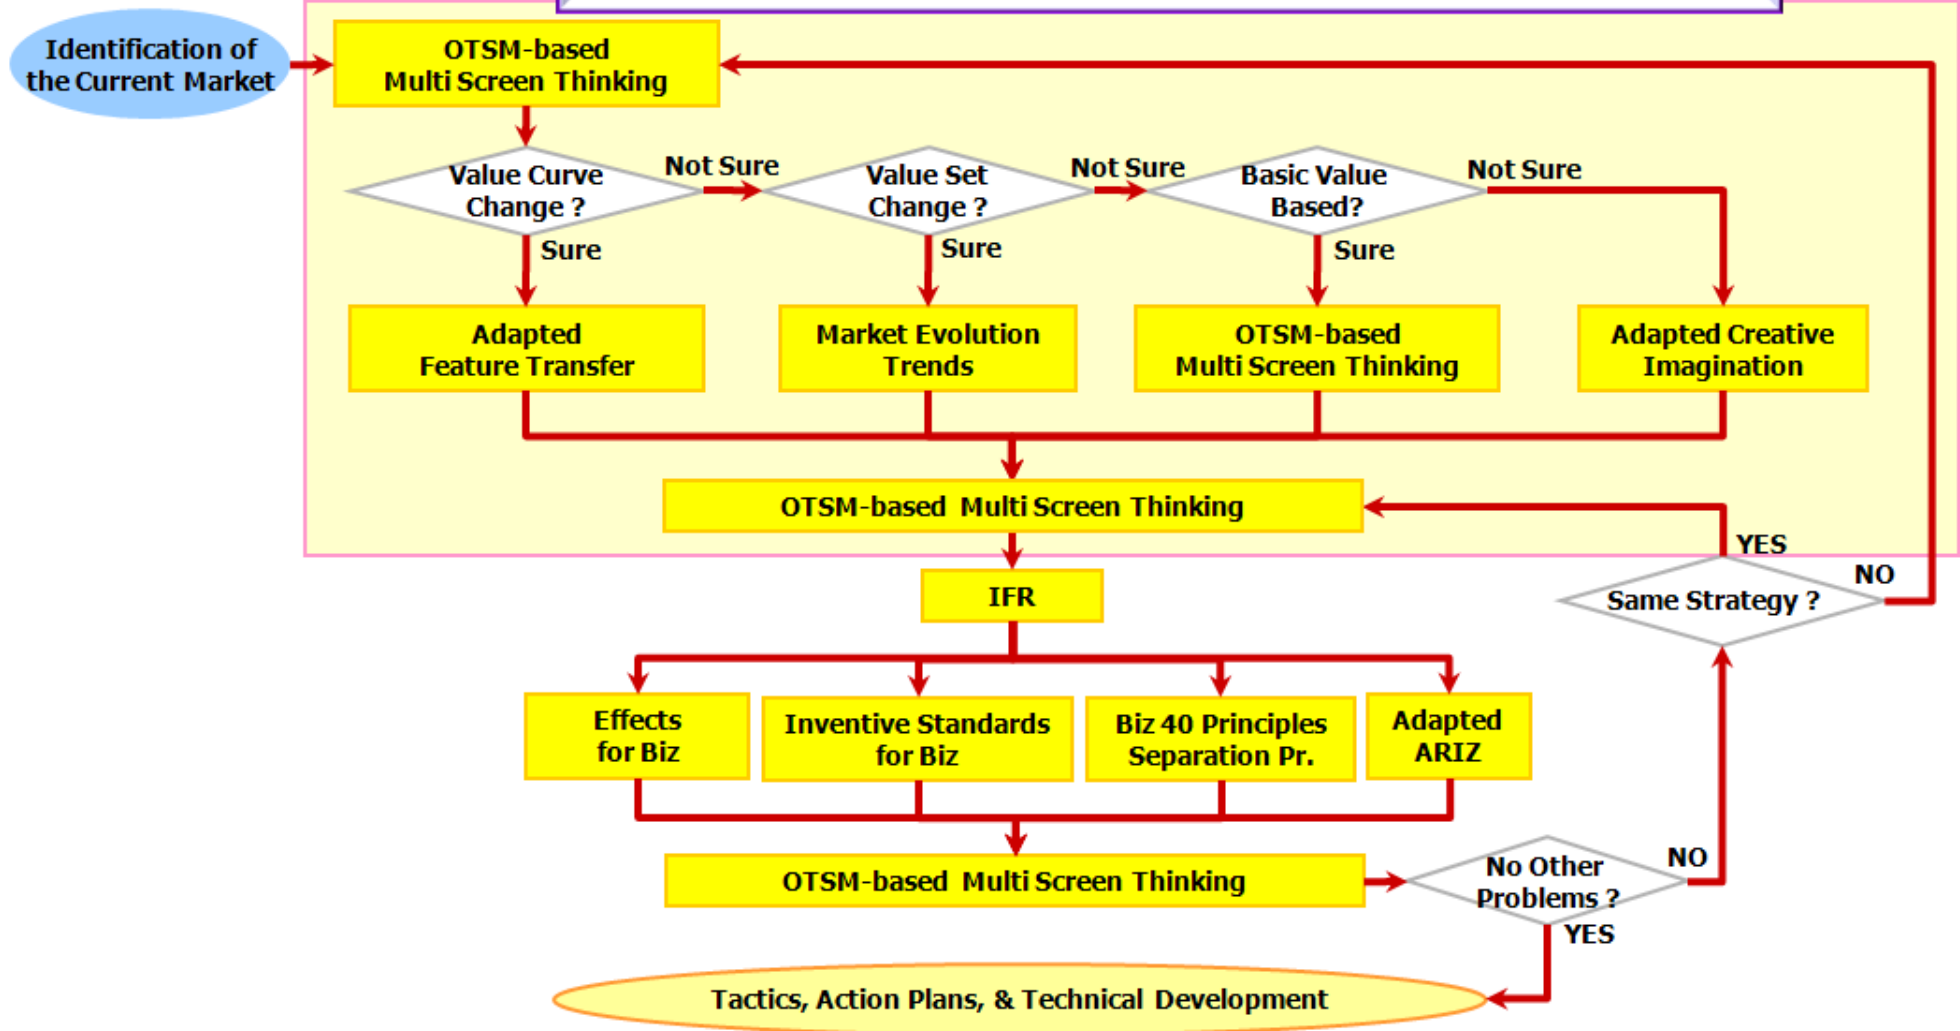 Identification of
the Current Market
OTSM-based
Multi Screen Thinking
Value Curve
Change ?
Not Sure
Value Set
Change ?
Not Sure
Basic Value
Based?
Not Sure
Sure
Sure
Sure
Adapted
Feature Transfer
Market Evolution
Trends
OTSM-based
Multi Screen Thinking
Adapted Creative
Imagination
OTSM-based Multi Screen Thinking
YES
NO
IFR
Same Strategy ?
Effects
for Biz
Inventive Standards
for Biz
Biz 40 Principles
Separation Pr.
Adapted
ARIZ
OTSM-based Multi Screen Thinking
No Other
Problems ?
NO
YES
Tactics, Action Plans, & Technical Development